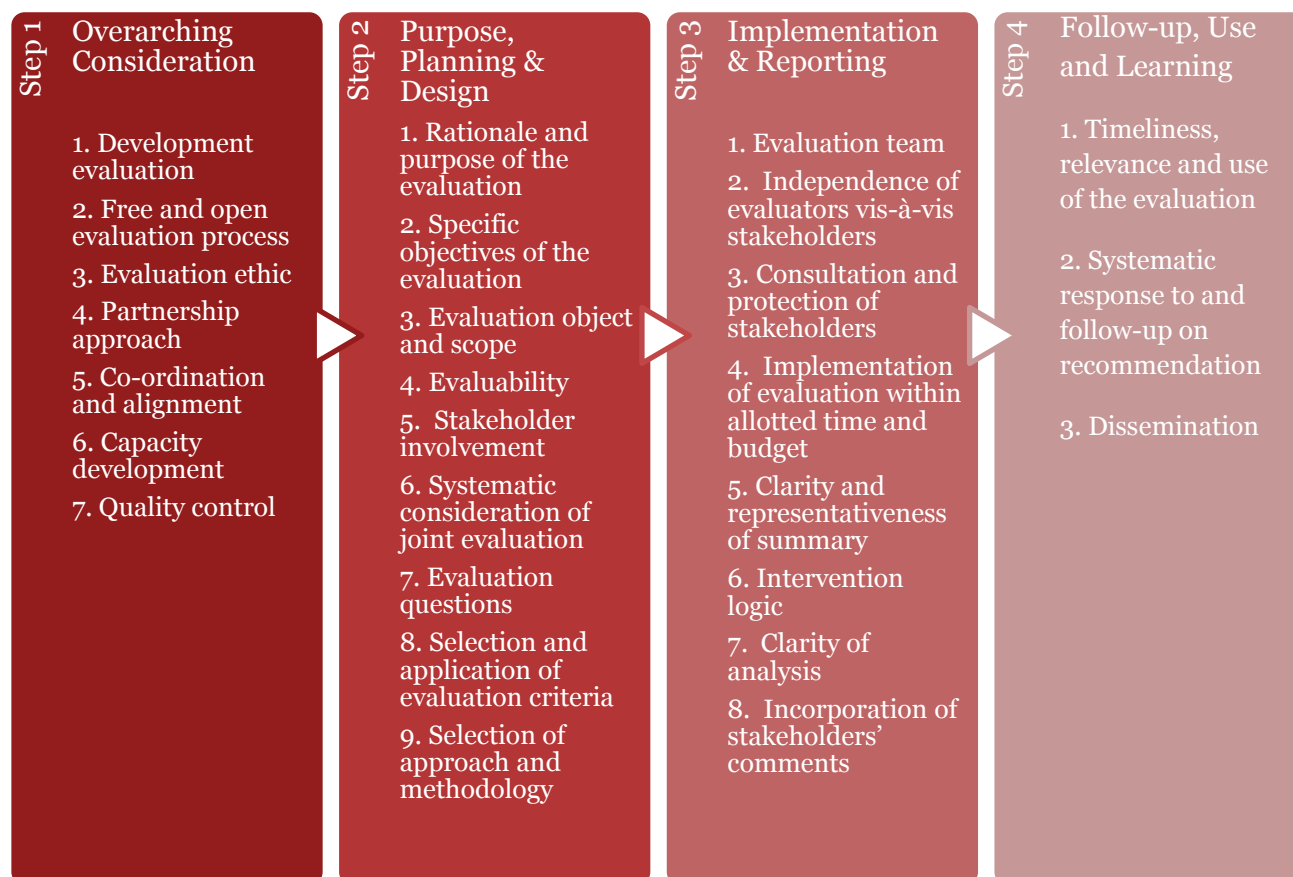 Step 1
Overarching
Consideration
1. Development
evaluation
2. Free and open
evaluation process
3. Evaluation ethic
4. Partnership
approach
5. Co-ordination
and alignment
6. Capacity
development
7. Quality control
Step 2
Purpose,
Planning &
Design
1. Rationale and
purpose of the
evaluation
2. Specific
objectives of the
evaluation
3. Evaluation object
and scope
4. Evaluability
5. Stakeholder
involvement
6. Systematic
consideration of
joint evaluation
7. Evaluation
questions
8. Selection and
application of
evaluation criteria
9. Selection of
approach and
methodology
Step 3
Implementation
& Reporting
1. Evaluation team
2. Independence of
evaluators vis-à-vis
stakeholders
3. Consultation and
protection of
stakeholders
4. Implementation
of evaluation within
allotted time and
budget
5. Clarity and
representativeness
of summary
6. Intervention
logic
7. Clarity of
analysis
8. Incorporation of
stakeholders’
comments
Step 4
Follow-up, Use
and Learning
1. Timeliness,
relevance and use
of the evaluation
2. Systematic
response to and
follow-up on
recommendation
3. Dissemination